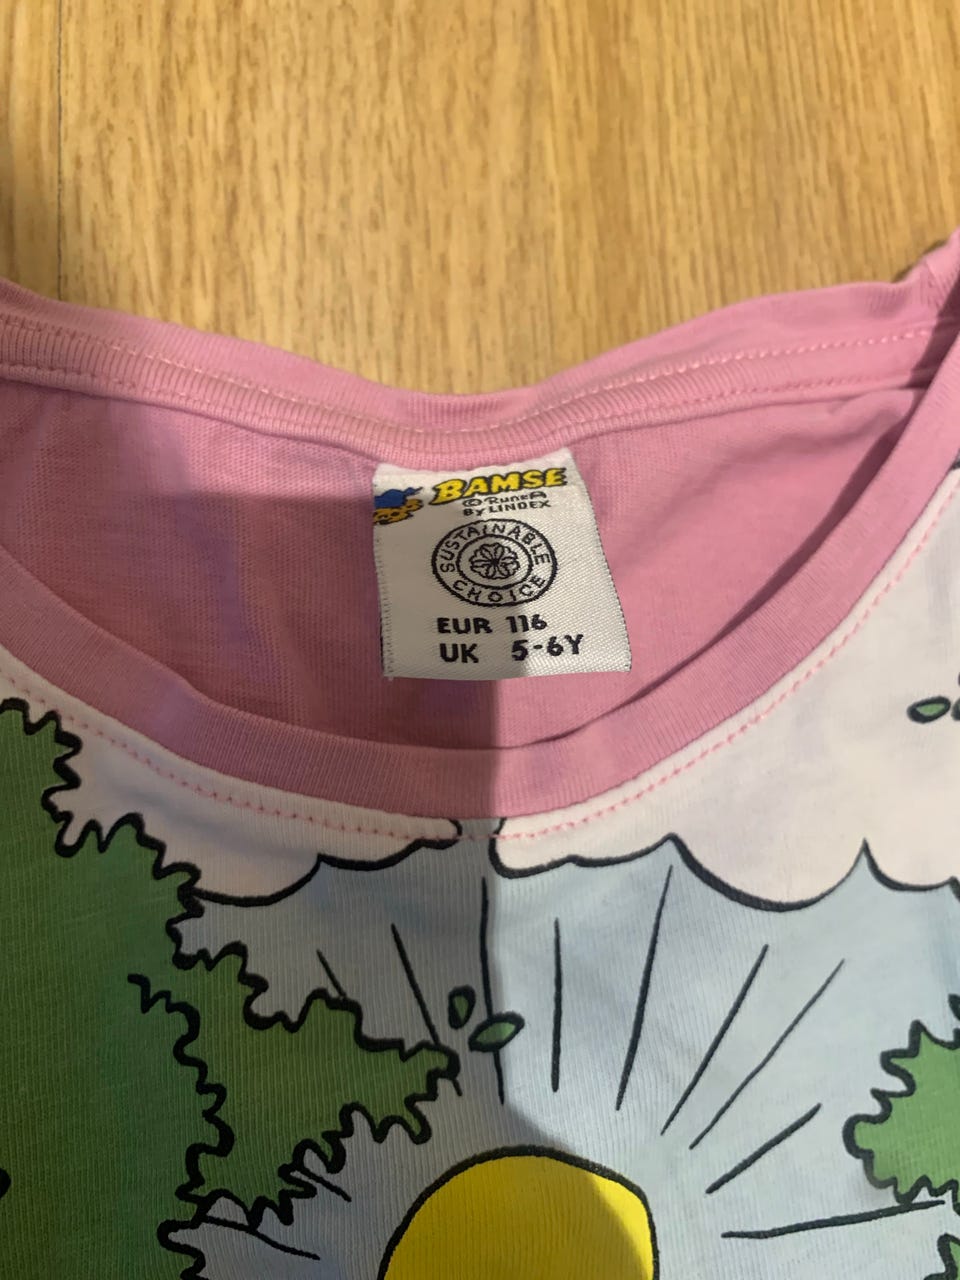 BAMSE
© RuneA
By LINDEX
SUSTAINABLE
CHOICE
EUR 116
UK 5-6Y